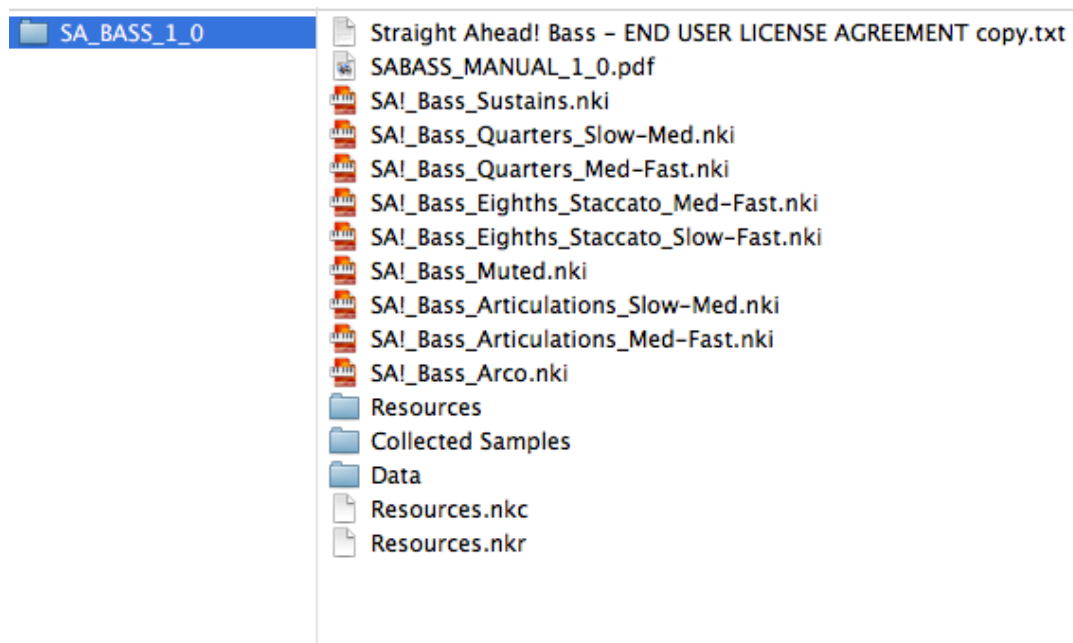 SA_BASS_1_0
Straight Ahead! Bass – END USER LICENSE AGREEMENT copy.txt
SABASS_MANUAL_1_0.pdf
SA!_Bass_Sustains.nki
SA!_Bass_Quarters_Slow-Med.nki
SA!_Bass_Quarters_Med-Fast.nki
SA!_Bass_Eighths_Staccato_Med-Fast.nki
SA!_Bass_Eighths_Staccato_Slow-Fast.nki
SA!_Bass_Muted.nki
SA!_Bass_Articulations_Slow-Med.nki
SA!_Bass_Articulations_Med-Fast.nki
SA!_Bass_Arco.nki
Resources
Collected Samples
Data
Resources.nkc
Resources.nkr